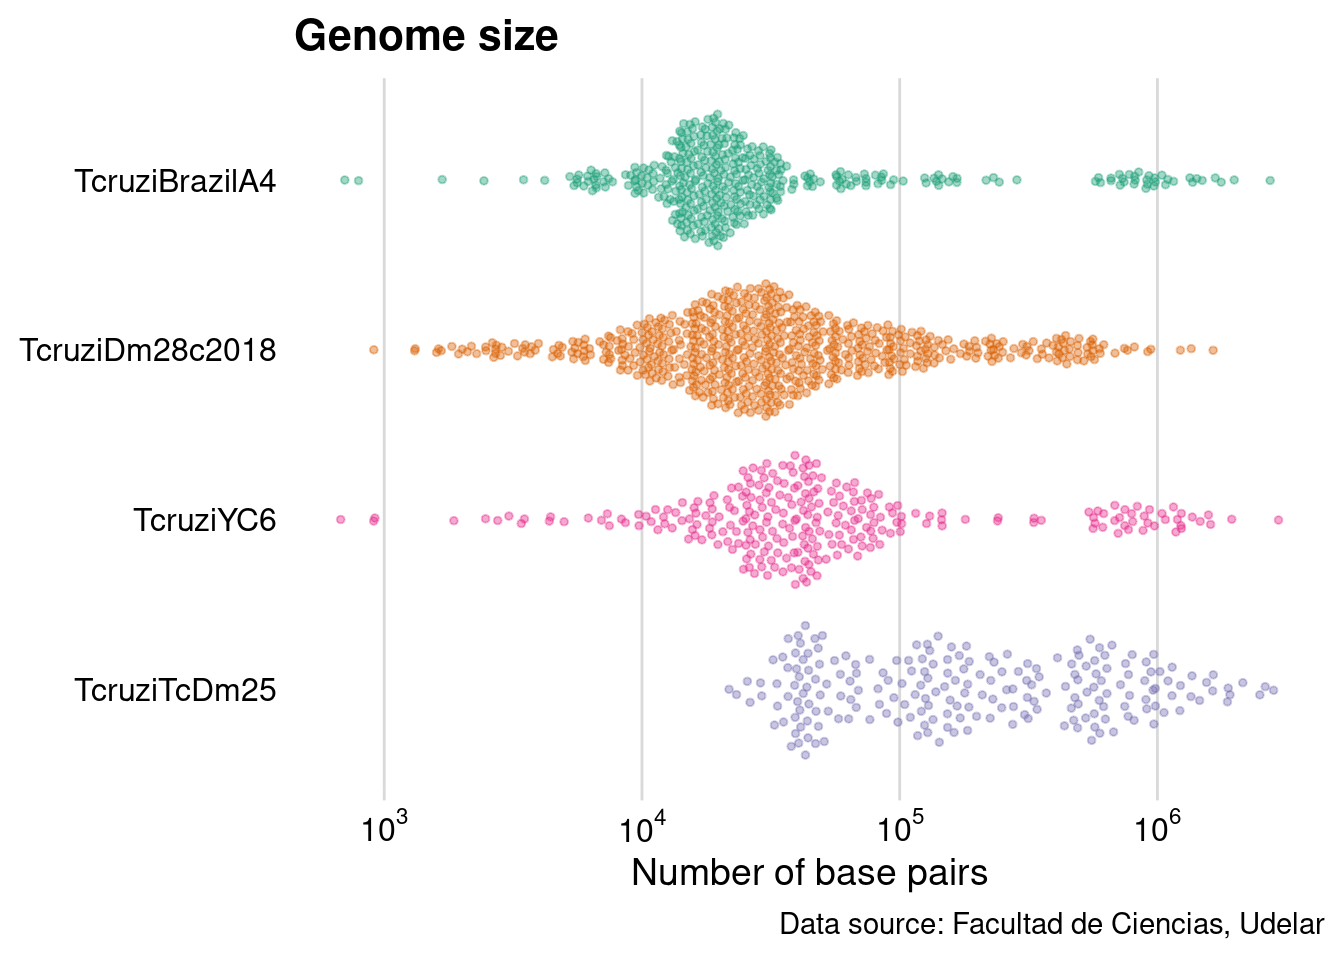 Genome size
TcruziBrazilA4
TcruziDm28c2018
TcruziYC6
TcruziTcDm25
10³ 10⁴ 10⁵ 10⁶
Number of base pairs
Data source: Facultad de Ciencias, Udelar